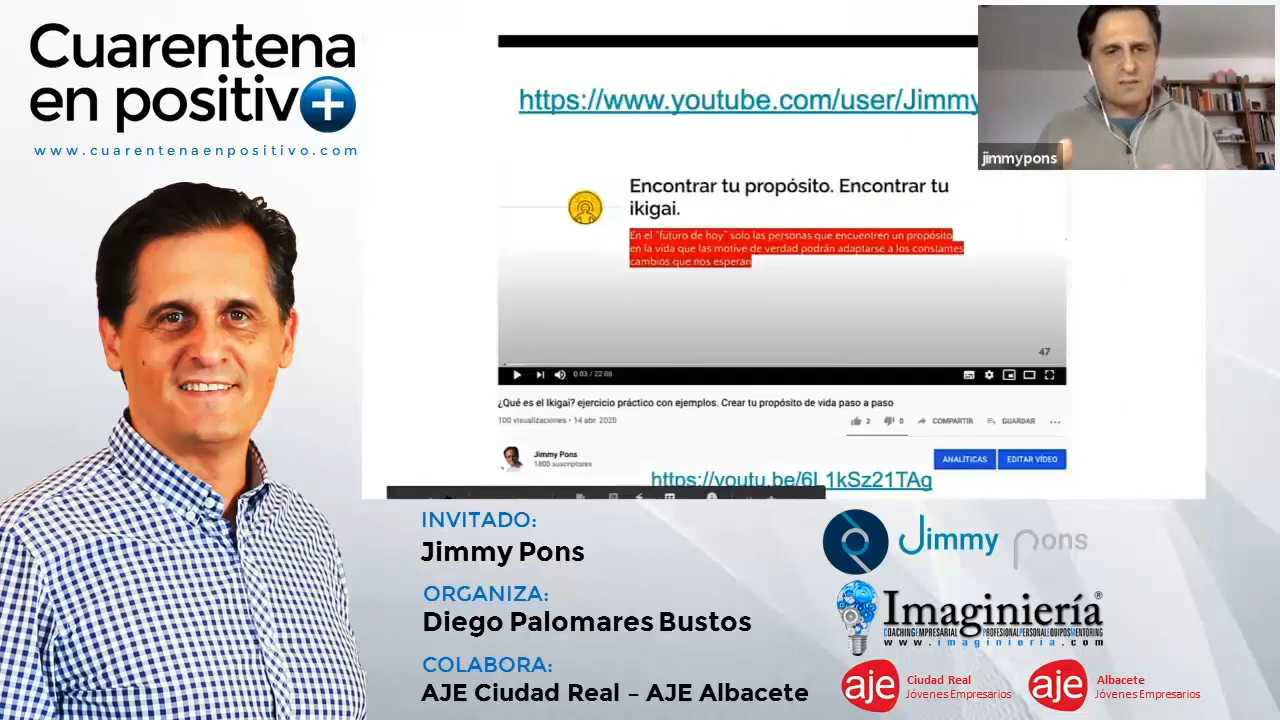 Cuarentena
en positivo
www.cuarentenaenpositivo.com
https://www.youtube.com/user/Jimmy
jimmypons
Encontrar tu propósito. Encontrar tu
ikigai.
En el "futuro de hoy" solo las personas que encuentren un propósito
en la vida que las motive de verdad podrán adaptarse a los constantes
cambios que nos esperan
47
0:03 / 22:08
¿Qué es el Ikigai? ejercicio práctico con ejemplos. Crear tu propósito de vida paso a paso
100 visualizaciones • 14 abr. 2020
2
0
COMPARTIR
GUARDAR
Jimmy Pons
1800 suscriptores
ANALÍTICAS
EDITAR VÍDEO
https://youtu.be/6L1kSz21TAg
INVITADO:
Jimmy Pons
ORGANIZA:
Diego Palomares Bustos
COLABORA:
AJE Ciudad Real – AJE Albacete
Jimmy pons
Imaginiería®
COACHINGEMPRESARIALPROFESIONALPERSONALEQUIPOSMENTORING
www.imaginieria.com
aje
Ciudad Real
Jóvenes Empresarios
aje
Albacete
Jóvenes Empresarios